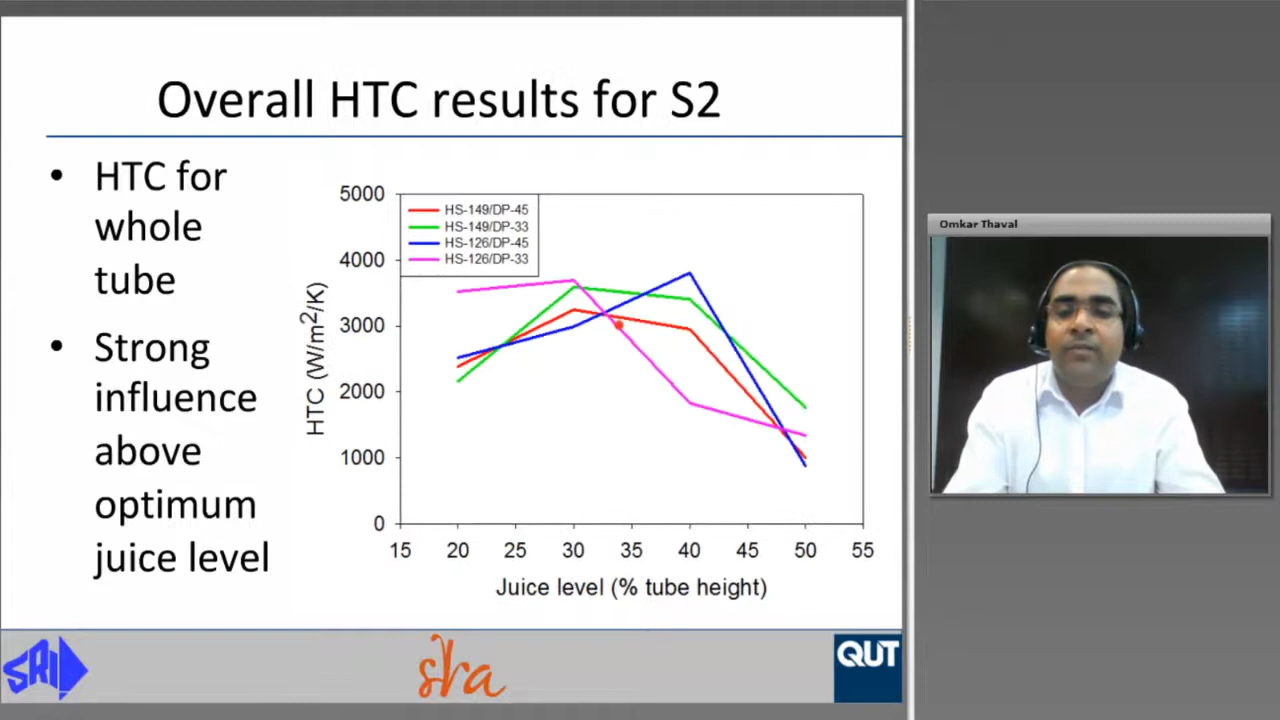 Overall HTC results for S2
• HTC for
whole
tube
• Strong
influence
above
optimum
juice level
5000
4000
3000
2000
1000
0
HTC (W/m²/K)
HS-149/DP-45
HS-149/DP-33
HS-126/DP-45
HS-126/DP-33
15 20 25 30 35 40 45 50 55
Juice level (% tube height)
SRI
sra
QUT
Omkar Thaval